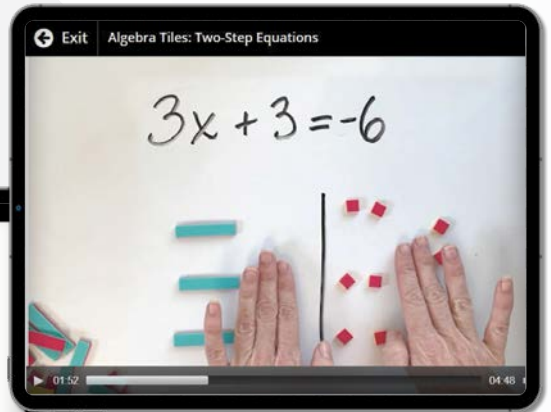 Exit Algebra Tiles: Two-Step Equations
3x + 3 = -6
01:52 04:48